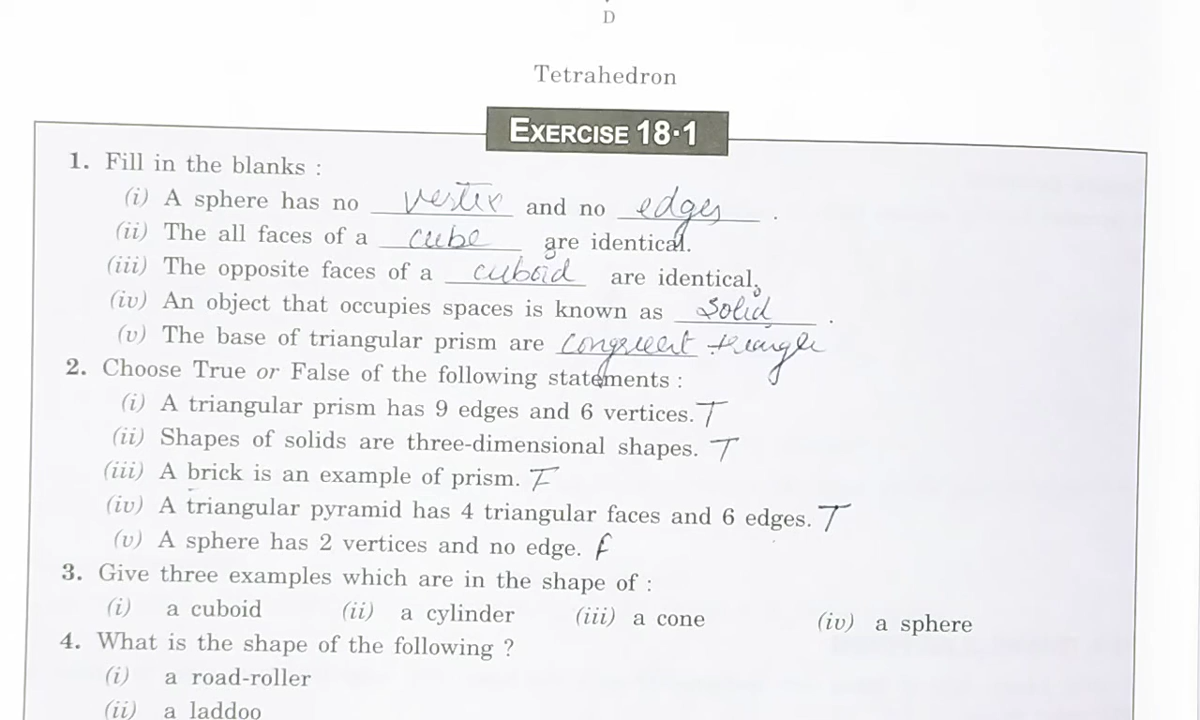 D
Tetrahedron
EXERCISE 18·1
1. Fill in the blanks :
(i) A sphere has no vertex and no edges .
(ii) The all faces of a cube are identical.
(iii) The opposite faces of a cuboid are identical.
(iv) An object that occupies spaces is known as solid .
(v) The base of triangular prism are congruent triangle
2. Choose True or False of the following statements :
(i) A triangular prism has 9 edges and 6 vertices. T
(ii) Shapes of solids are three-dimensional shapes. T
(iii) A brick is an example of prism.
(iv) A triangular pyramid has 4 triangular faces and 6 edges. T
(v) A sphere has 2 vertices and no edge. f
3. Give three examples which are in the shape of :
(i) a cuboid (ii) a cylinder (iii) a cone (iv) a sphere
4. What is the shape of the following ?
(i) a road-roller
(ii) a laddoo